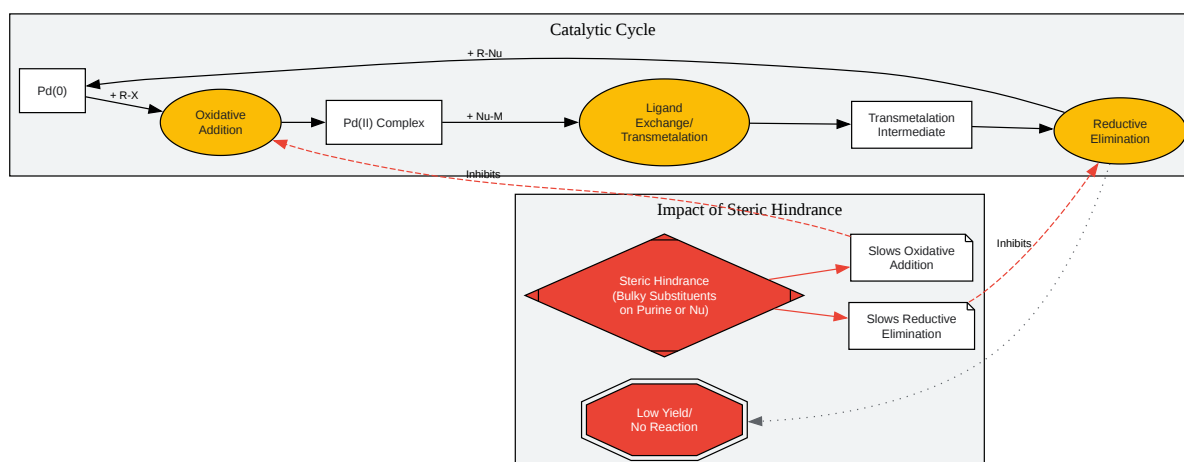 Catalytic Cycle
+ R-Nu
Pd(0)
+ R-X
Oxidative
Addition
Pd(II) Complex
+ Nu-M
Ligand
Exchange/
Transmetalation
Transmetalation
Intermediate
Reductive
Elimination
Inhibits
Impact of Steric Hindrance
Slows Oxidative
Addition
Inhibits
Steric Hindrance
(Bulky Substituents
on Purine or Nu)
Slows Reductive
Elimination
Low Yield/
No Reaction